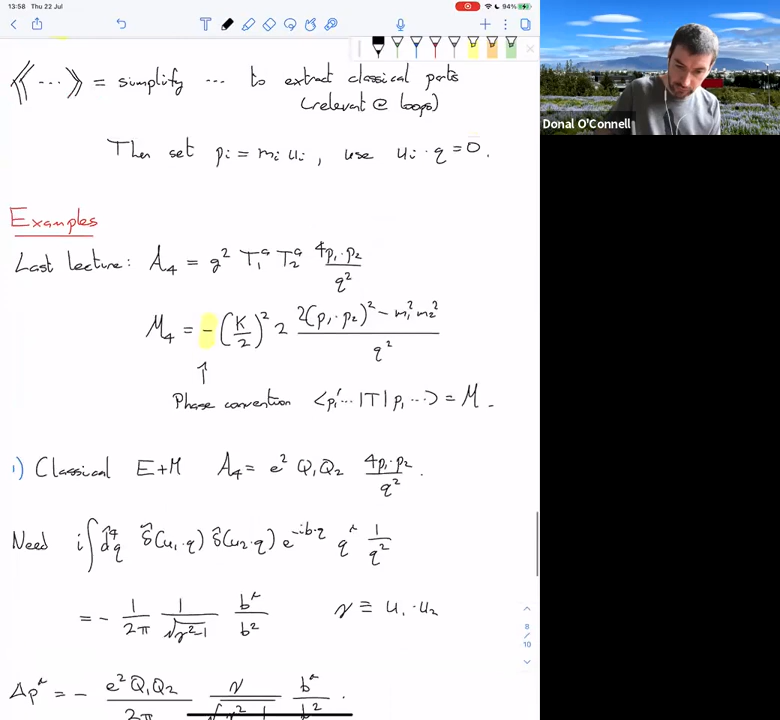 13:58 Thu 22 Jul
94%
⟪ ... ⟫ = simplify ... to extract classical parts
(relevant @ loops)
Then set pᵢ = mᵢ uᵢ , use uᵢ · q = 0.
Examples
Last lecture: A₄ = g² T₁ᵃ T₂ᵃ 4p₁·p₂ / q²
M₄ = - (K/2)² 2 (2(p₁·p₂)² - m₁² m₂²) / q²
↑
Phase convention <p₁'... |T| p₁ ...> = M.
1) Classical E+M A₄ = e² Q₁Q₂ 4p₁·p₂ / q² .
Need i∫ d̂⁴q δ̂(u₁·q) δ̂(u₂·q) e^{-ib·q} q^μ 1/q²
= - 1/2π 1/√(γ²-1) b^μ/b² γ ≡ u₁·u₂
Δp^μ = - e² Q₁Q₂ / 2π γ / √(γ²-1) b^μ / b² .
Donal O'Connell
8
/
10